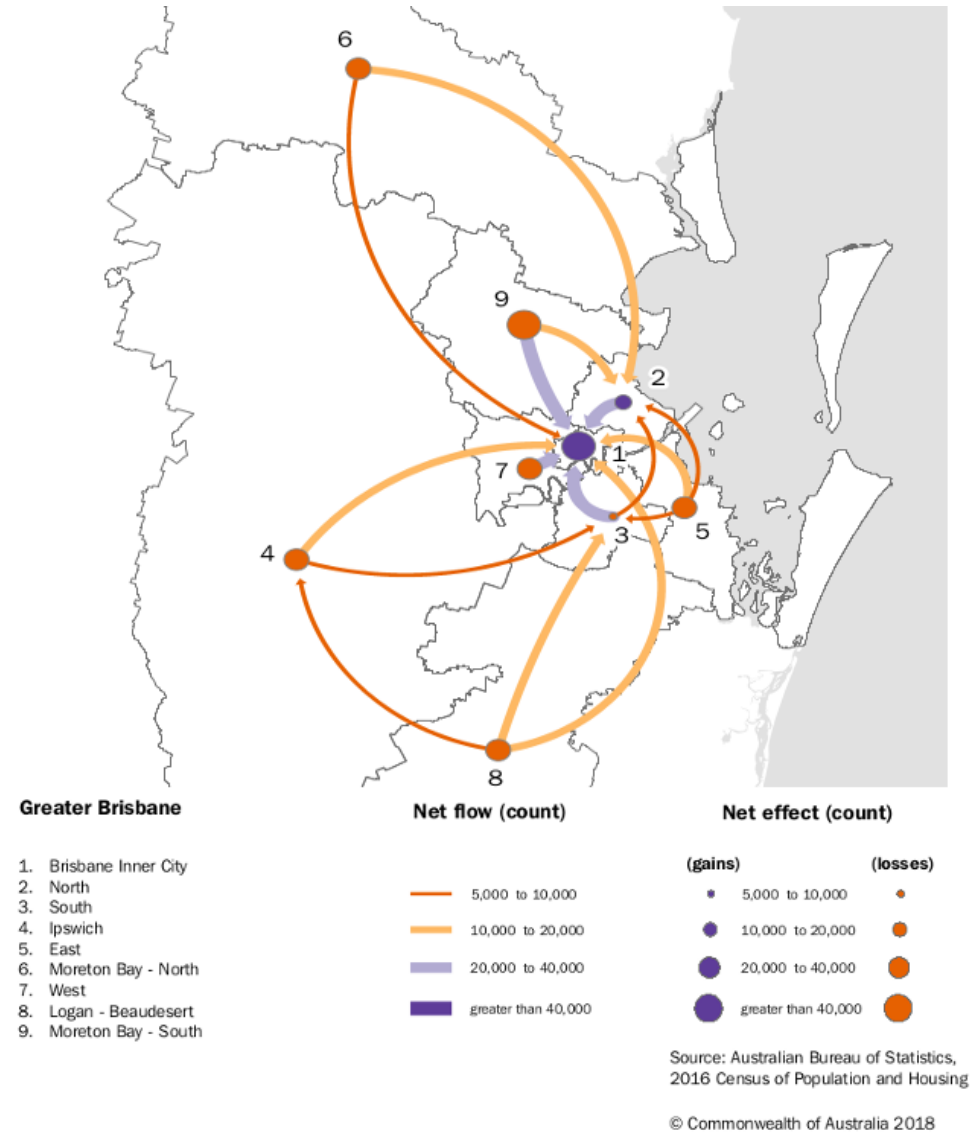 6
9
2
1
7
5
3
4
8
Greater Brisbane
Net flow (count)
Net effect (count)
1. Brisbane Inner City
2. North
3. South
4. Ipswich
5. East
6. Moreton Bay - North
7. West
8. Logan - Beaudesert
9. Moreton Bay - South
5,000 to 10,000
10,000 to 20,000
20,000 to 40,000
greater than 40,000
(gains)
(losses)
5,000 to 10,000
10,000 to 20,000
20,000 to 40,000
greater than 40,000
Source: Australian Bureau of Statistics,
2016 Census of Population and Housing
© Commonwealth of Australia 2018